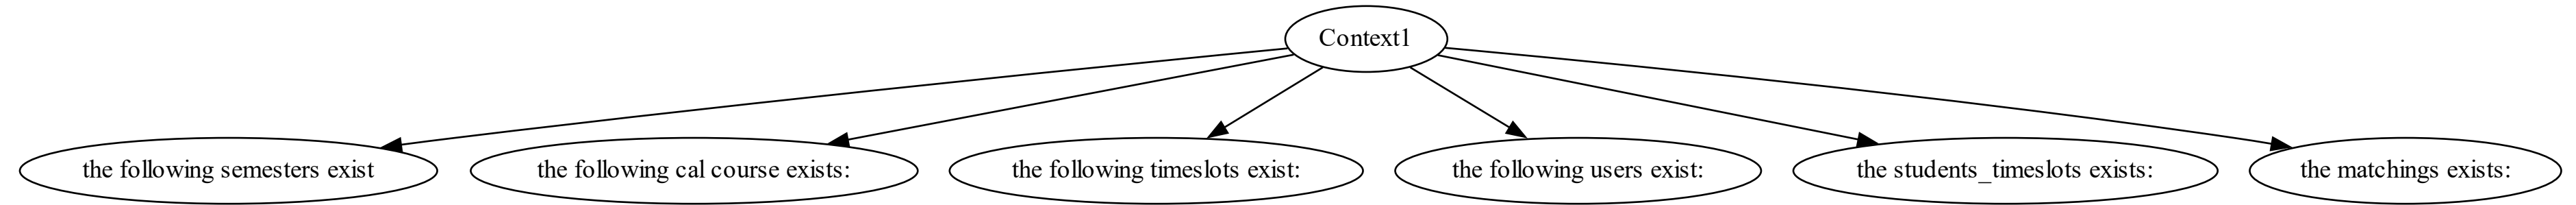 Context1
the following semesters exist
the following cal course exists:
the following timeslots exist:
the following users exist:
the students_timeslots exists:
the matchings exists: